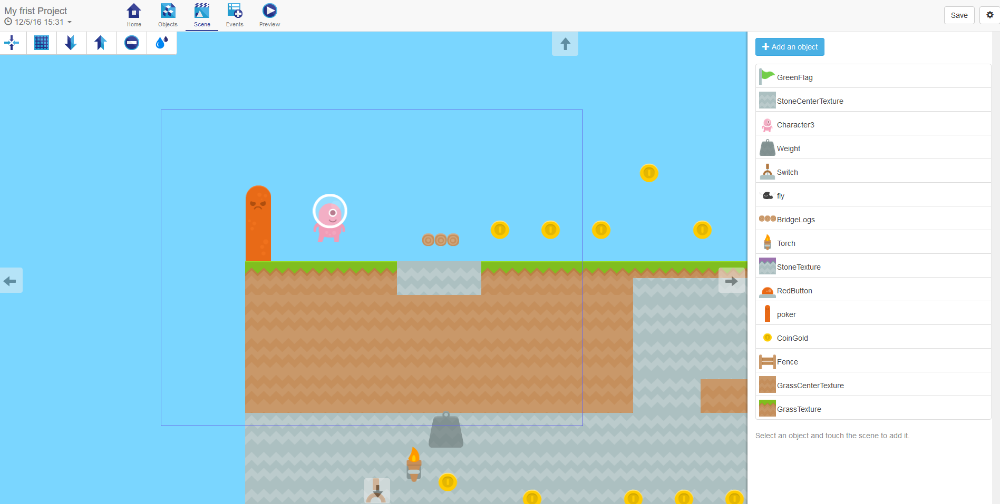 My frist Project
12/5/16 15:31
Home
Objects
Scene
Events
Preview
Save
Add an object
GreenFlag
StoneCenterTexture
Character3
Weight
Switch
fly
BridgeLogs
Torch
StoneTexture
RedButton
poker
CoinGold
Fence
GrassCenterTexture
GrassTexture
Select an object and touch the scene to add it.